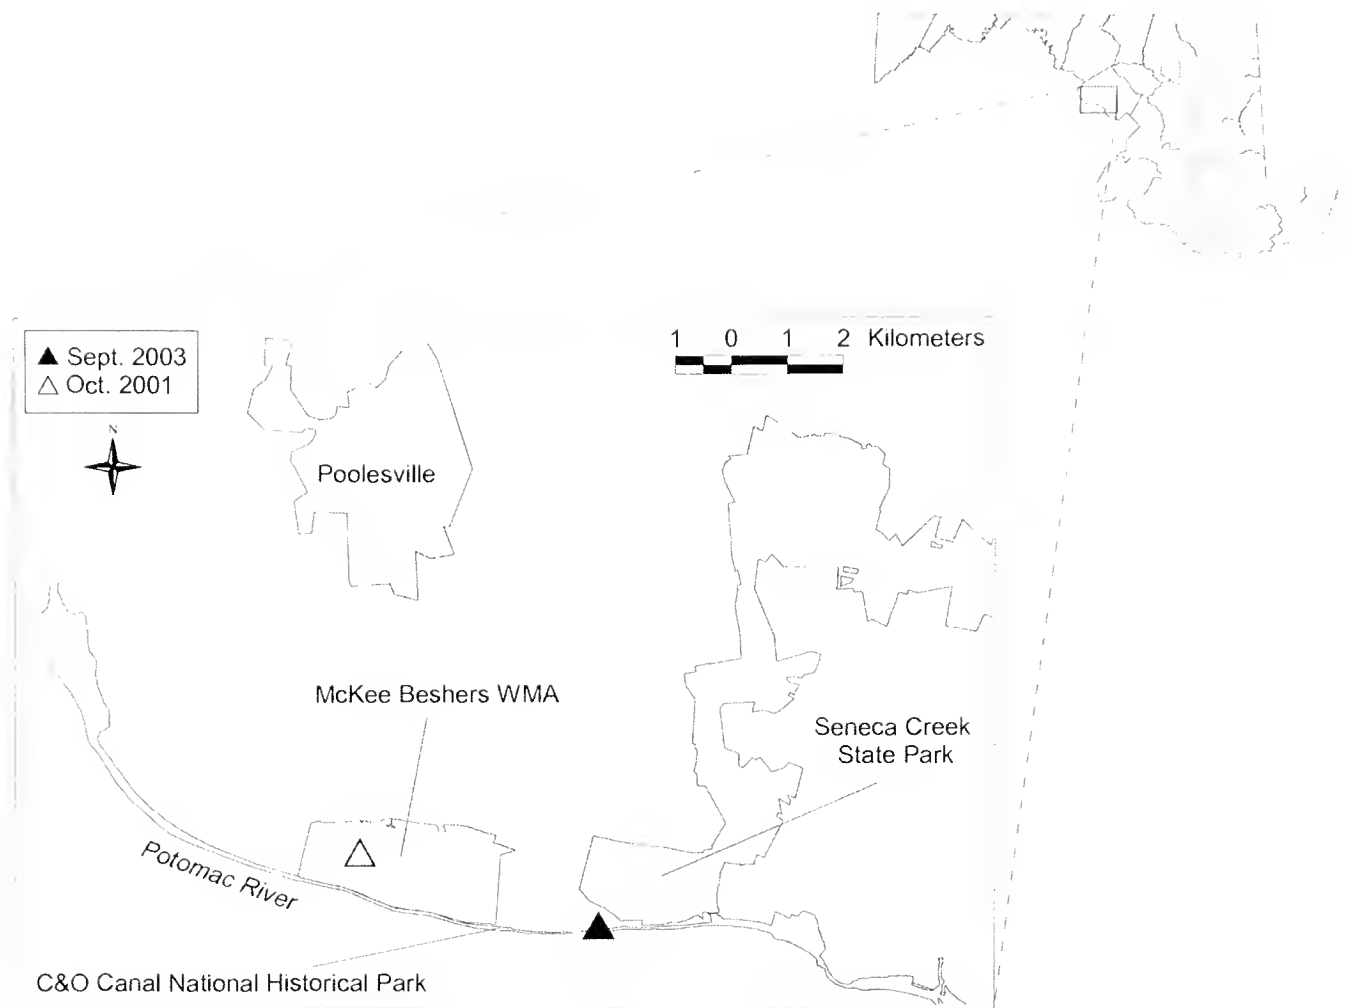 1 0 1 2 Kilometers
▲ Sept. 2003
△ Oct. 2001
N
Poolesville
McKee Beshers WMA
Seneca Creek
State Park
Potomac River
C&O Canal National Historical Park